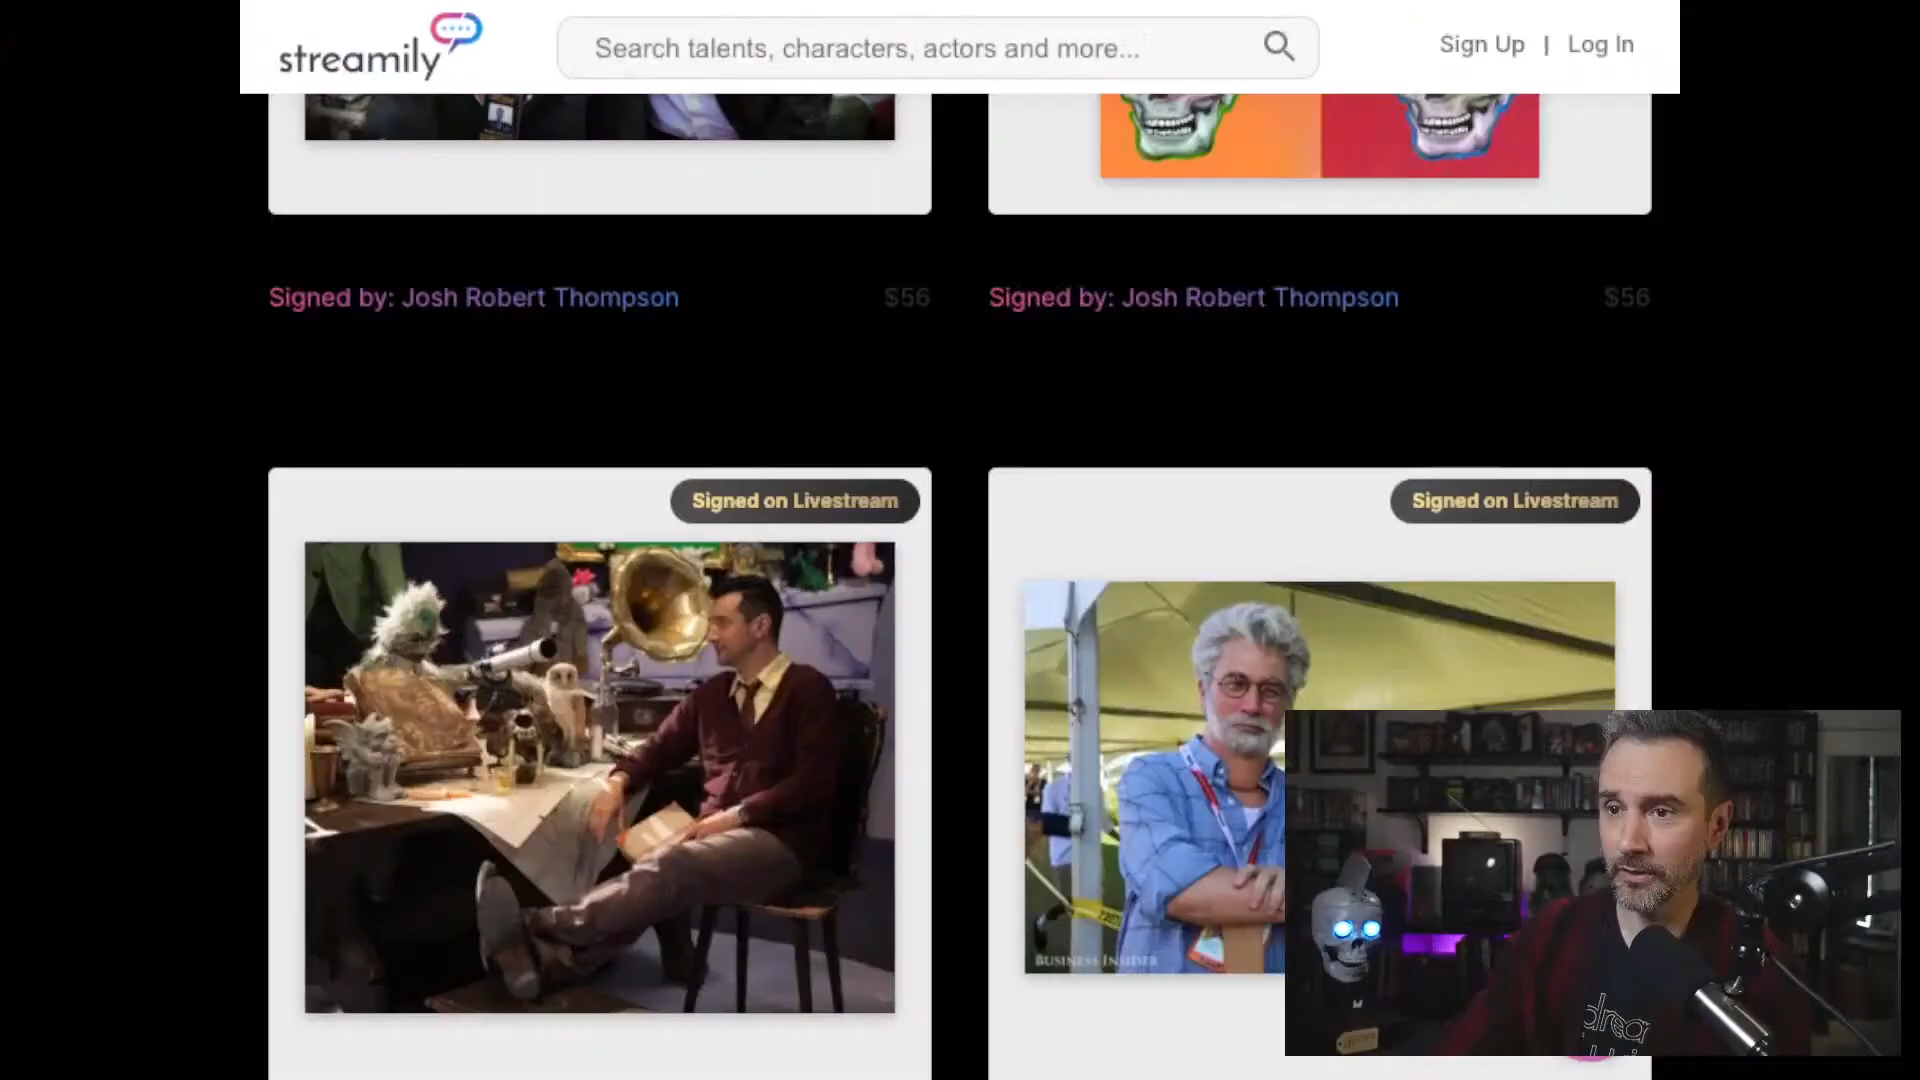 streamily
Search talents, characters, actors and more...
Sign Up | Log In
Signed by: Josh Robert Thompson
$56
Signed by: Josh Robert Thompson
$56
Signed on Livestream
Signed on Livestream
BUSINESS INSIDER